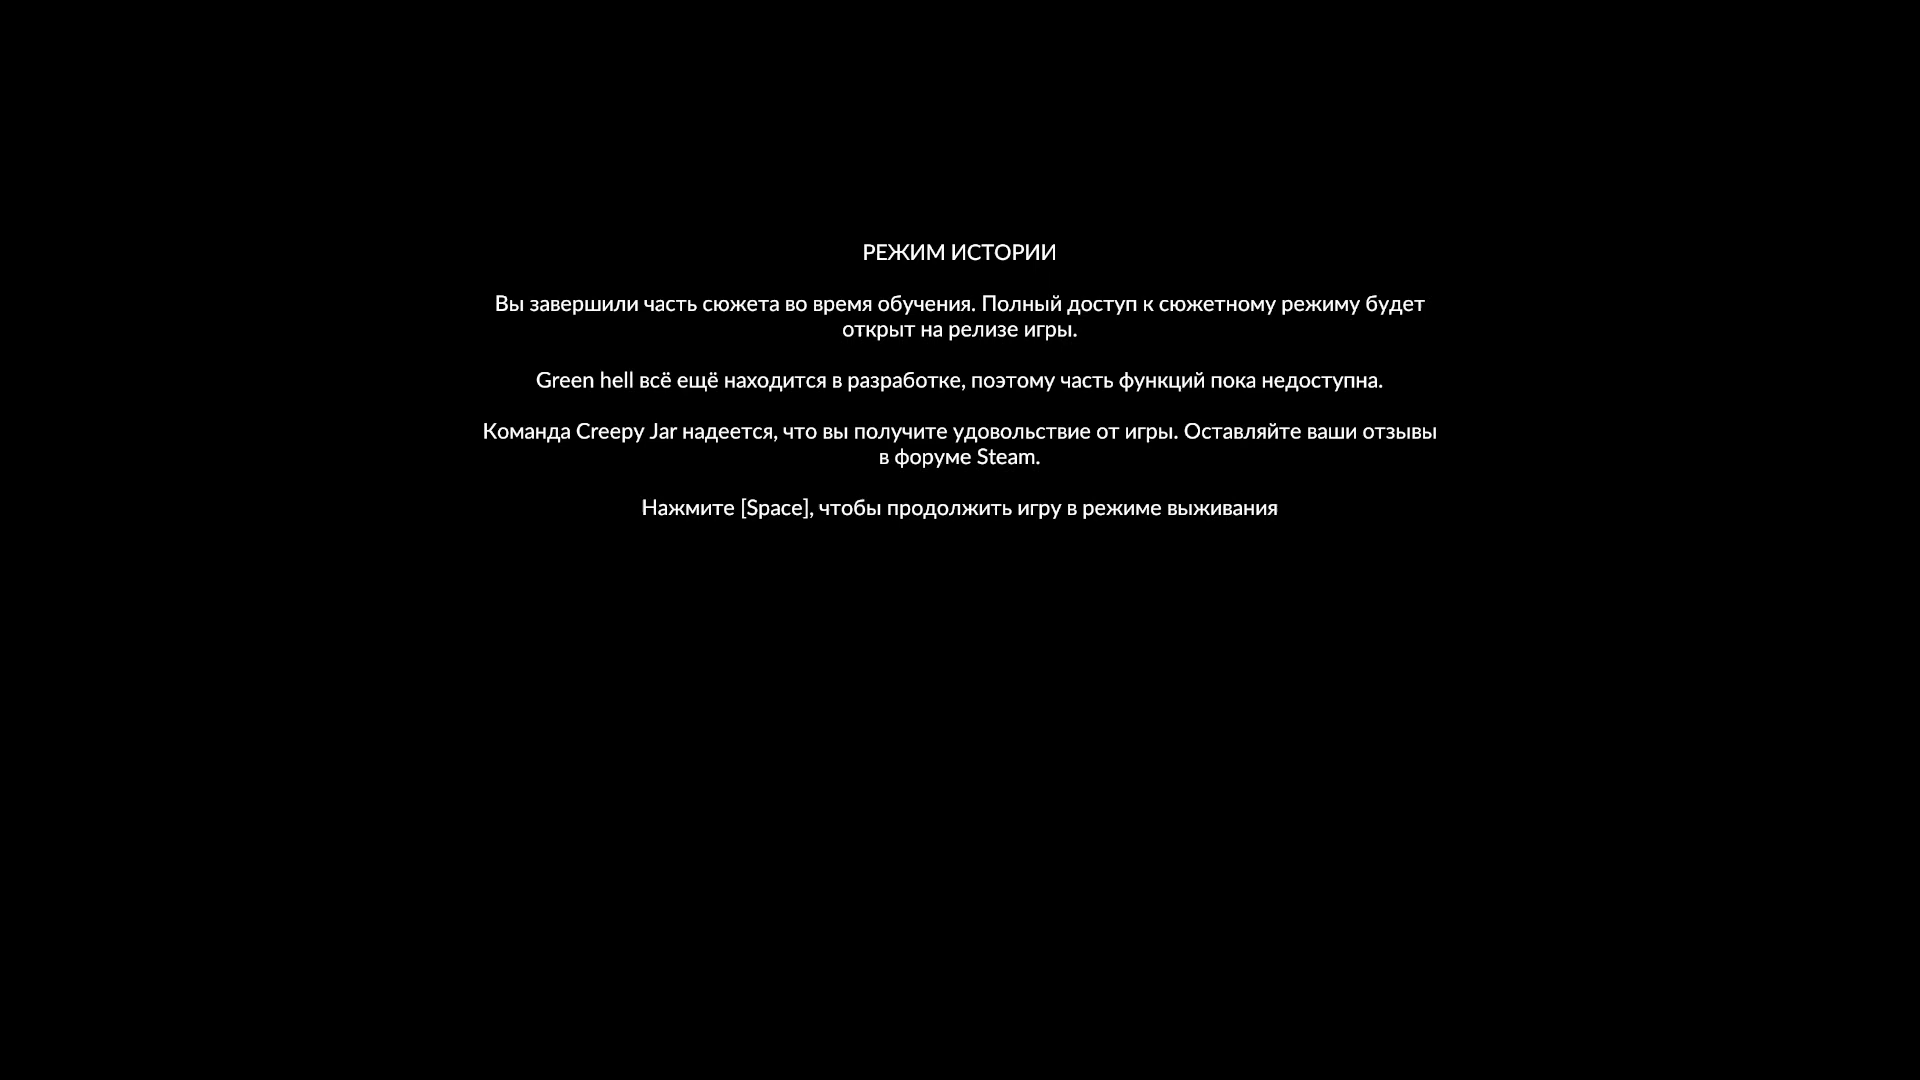 РЕЖИМ ИСТОРИИ
Вы завершили часть сюжета во время обучения. Полный доступ к сюжетному режиму будет
открыт на релизе игры.
Green hell всё ещё находится в разработке, поэтому часть функций пока недоступна.
Команда Creepy Jar надеется, что вы получите удовольствие от игры. Оставляйте ваши отзывы
в форуме Steam.
Нажмите [Space], чтобы продолжить игру в режиме выживания